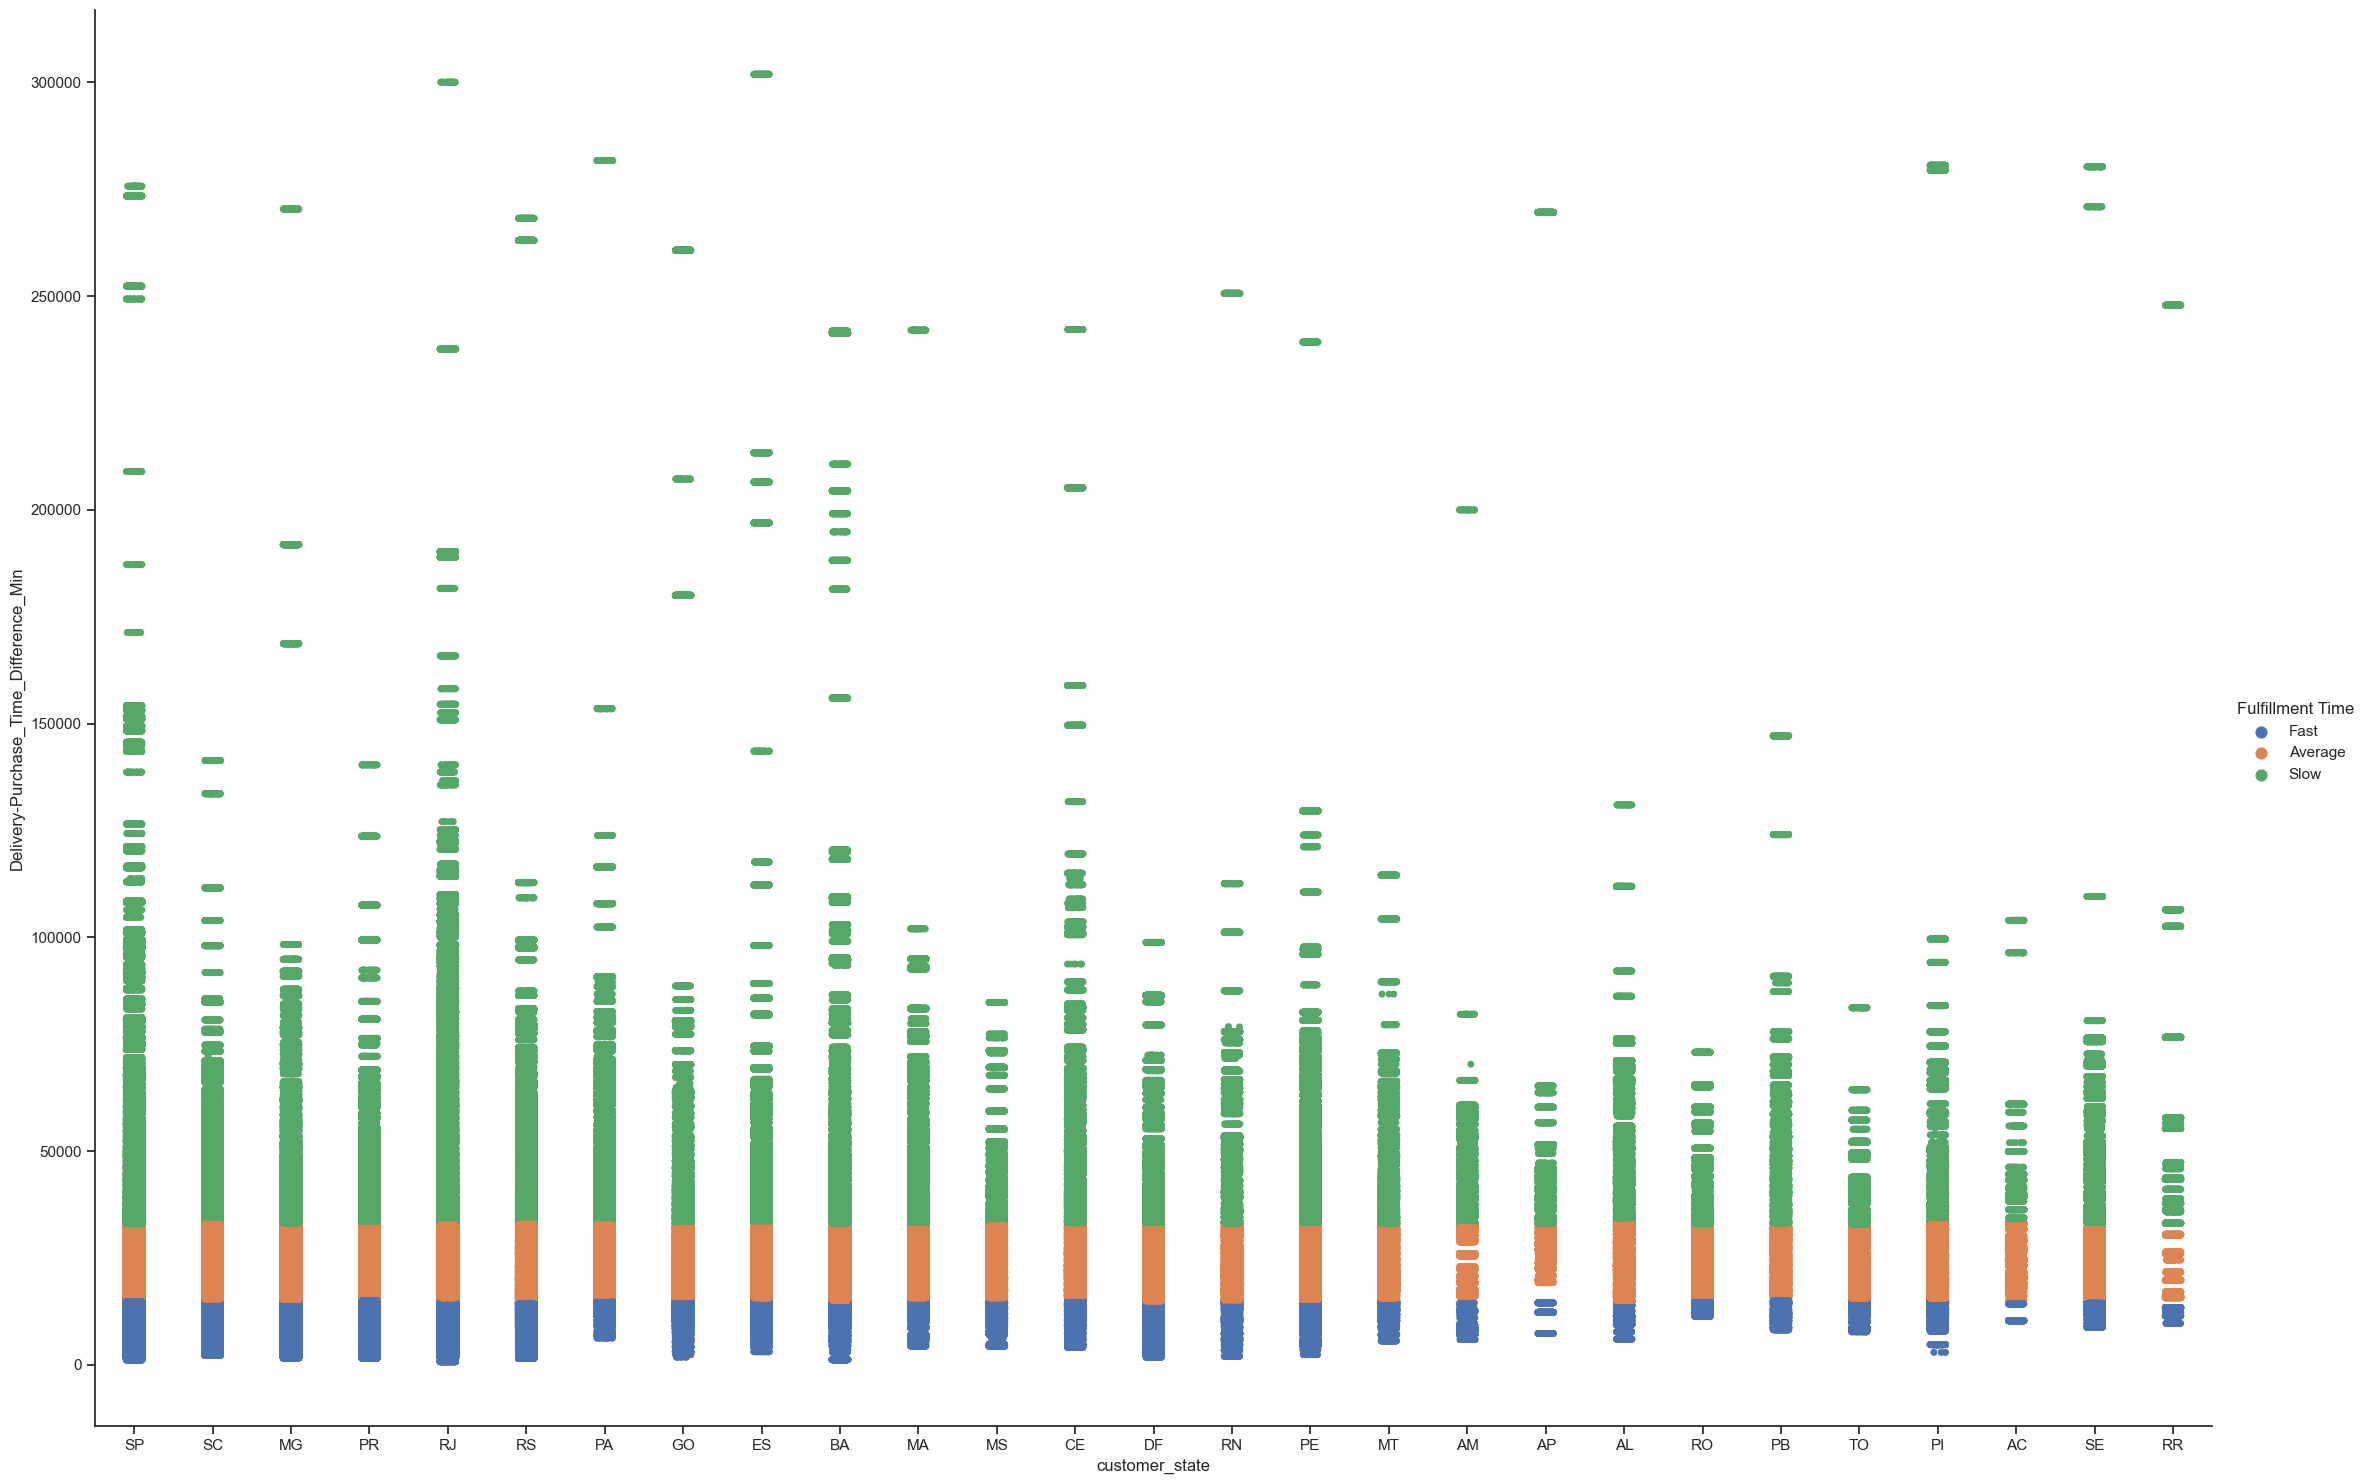 300000
250000
200000
150000
100000
50000
0
Delivery-Purchase_Time_Difference_Min
SP SC MG PR RJ RS PA GO ES BA MA MS CE DF RN PE MT AM AP AL RO PB TO PI AC SE RR
customer_state
Fulfillment Time
Fast
Average
Slow